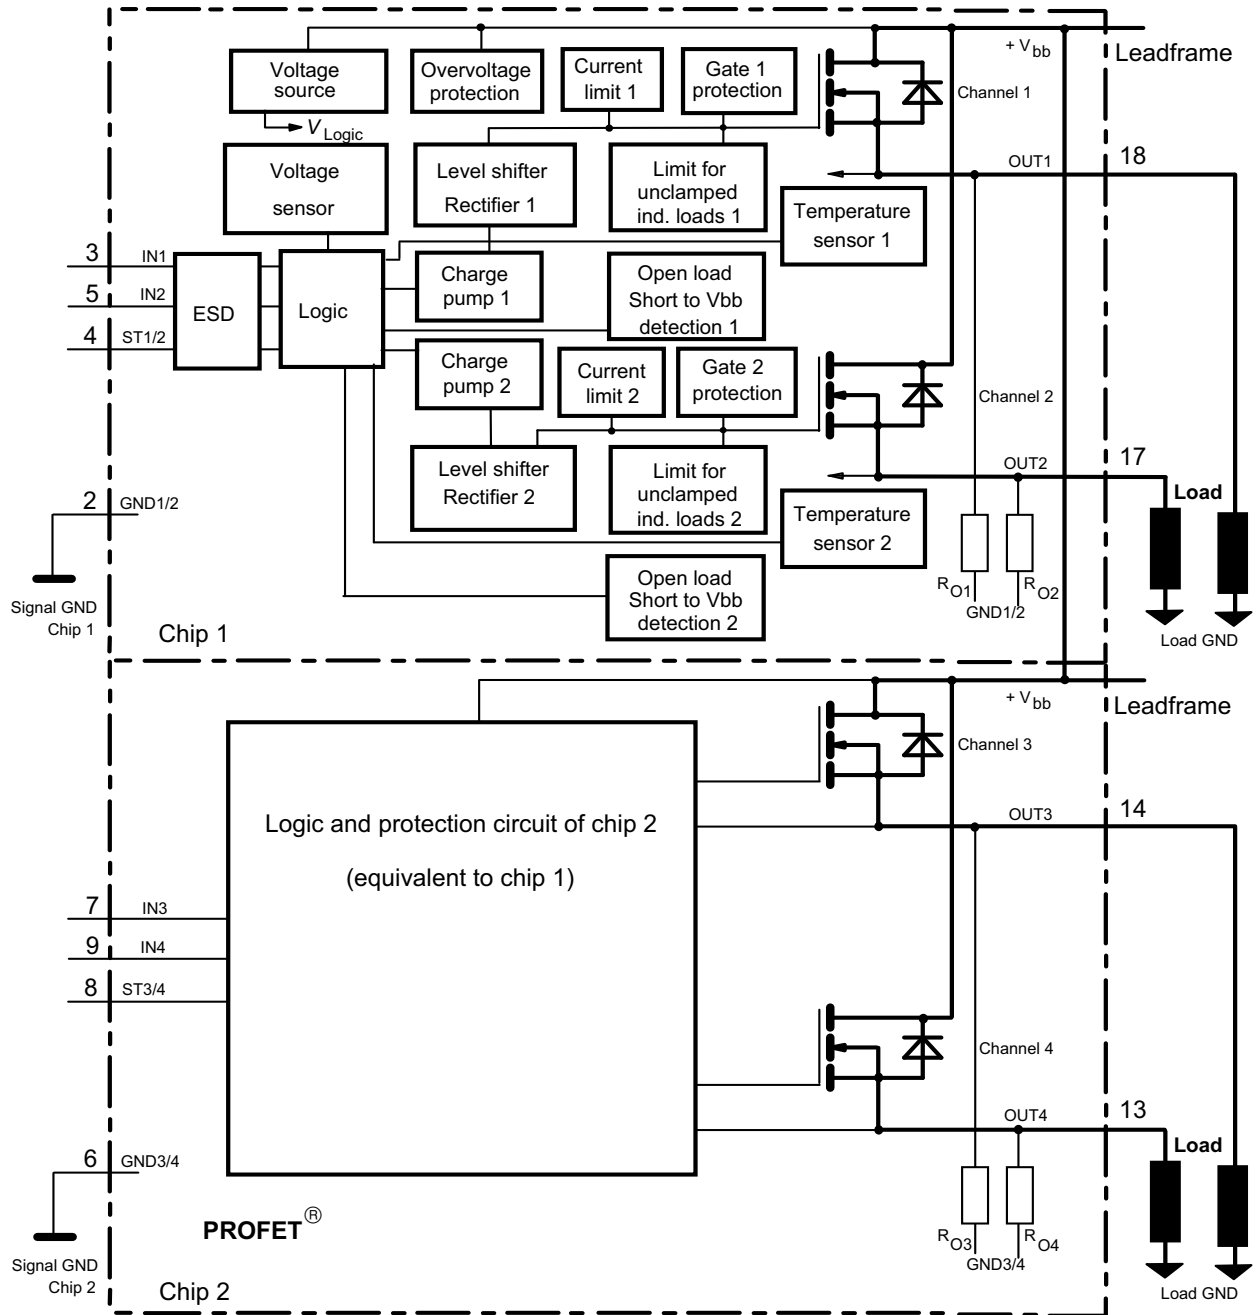 + Vbb
Leadframe
Voltage
source
Overvoltage
protection
Current
limit 1
Gate 1
protection
Channel 1
VLogic
Voltage
sensor
Level shifter
Rectifier 1
Limit for
unclamped
ind. loads 1
OUT1
18
Temperature
sensor 1
3
IN1
5
IN2
4
ST1/2
ESD
Logic
Charge
pump 1
Open load
Short to Vbb
detection 1
Charge
pump 2
Current
limit 2
Gate 2
protection
Channel 2
Level shifter
Rectifier 2
Limit for
unclamped
ind. loads 2
OUT2
17
Load
2
GND1/2
Temperature
sensor 2
RO1
RO2
GND1/2
Open load
Short to Vbb
detection 2
Signal GND
Chip 1
Chip 1
Load GND
+ Vbb
Leadframe
Channel 3
Logic and protection circuit of chip 2
(equivalent to chip 1)
OUT3
14
7
IN3
9
IN4
8
ST3/4
Channel 4
OUT4
13
Load
6
GND3/4
RO3
RO4
GND3/4
PROFET®
Signal GND
Chip 2
Chip 2
Load GND